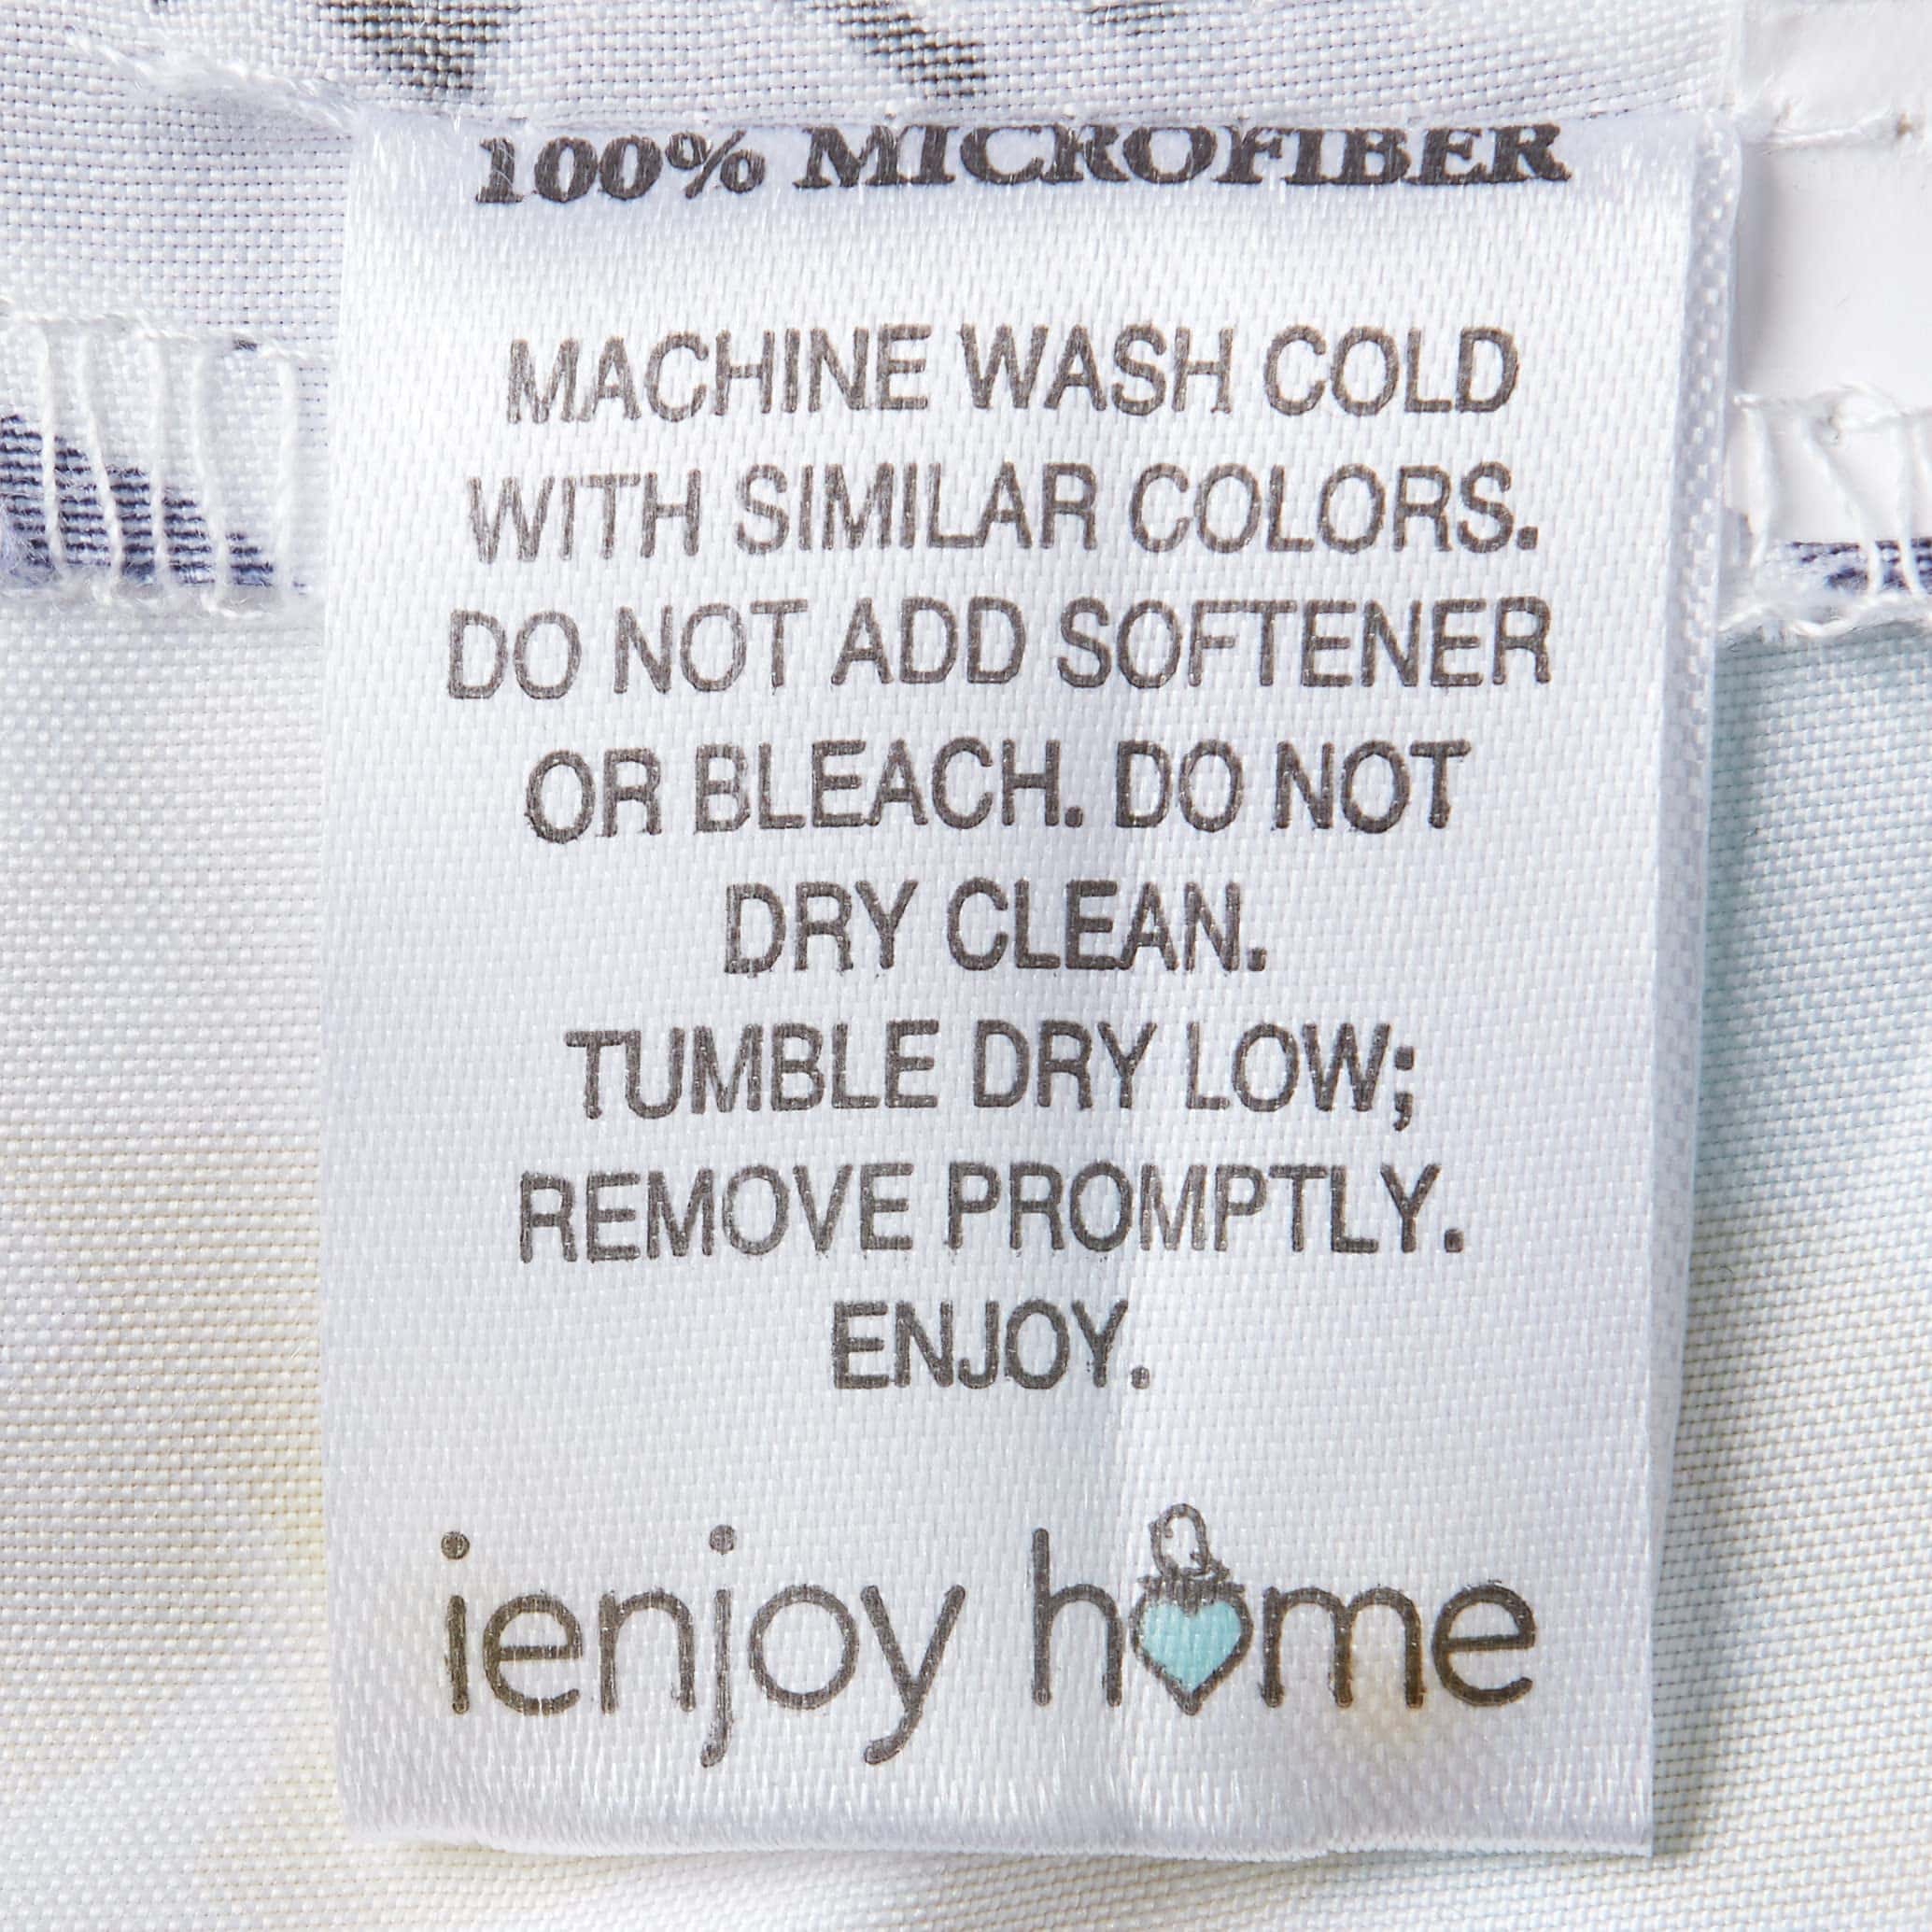 100% MICROFIBER
MACHINE WASH COLD
WITH SIMILAR COLORS.
DO NOT ADD SOFTENER
OR BLEACH. DO NOT
DRY CLEAN.
TUMBLE DRY LOW;
REMOVE PROMPTLY.
ENJOY.
ienjoy home